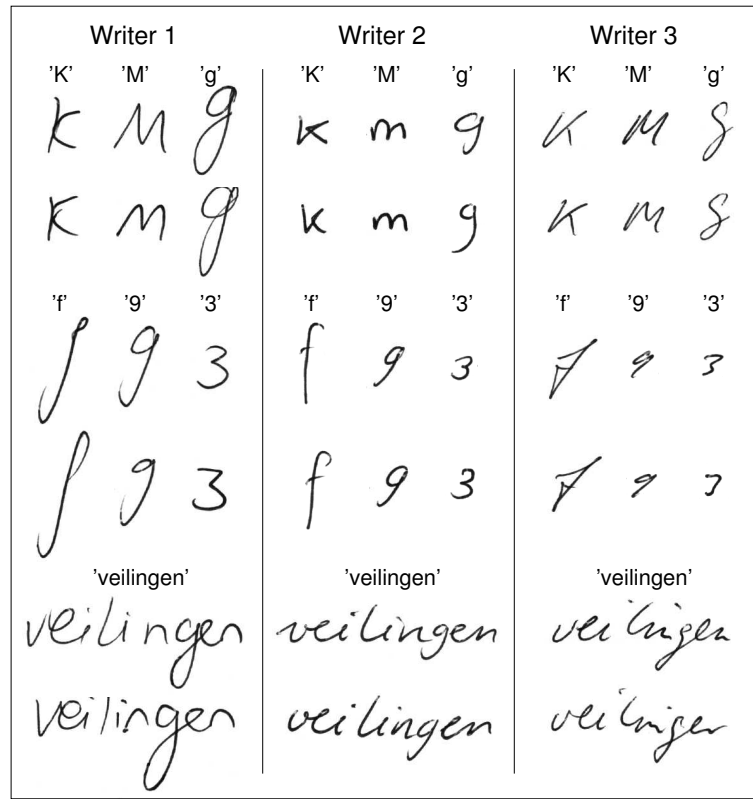 Writer 1 Writer 2 Writer 3
'K' 'M' 'g' 'K' 'M' 'g' 'K' 'M' 'g'
K M g K m g K M g
K M g K m g K M g
'f' '9' '3' 'f' '9' '3' 'f' '9' '3'
f 9 3 f 9 3 f 9 3
f 9 3 f 9 3 f 9 3
'veilingen' 'veilingen' 'veilingen'
veilingen veilingen veilingen
veilingen veilingen veilingen